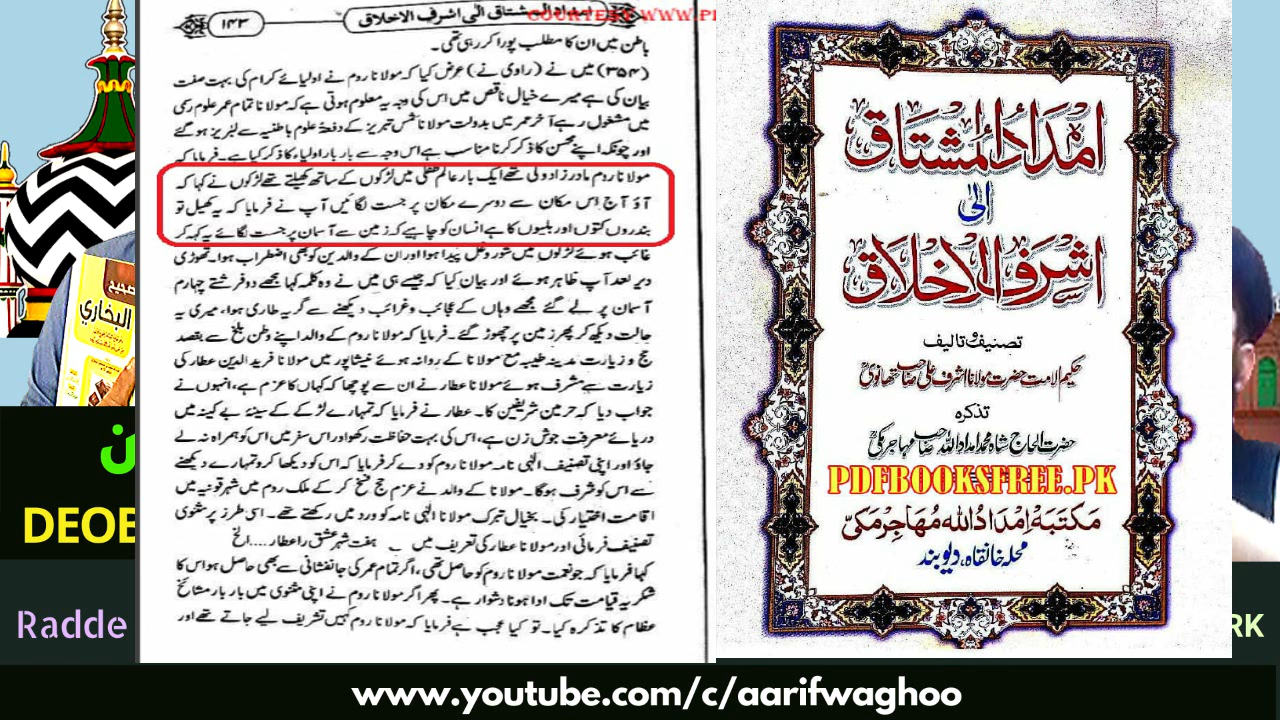 امداد المشتاق الی اشرف الاخلاق
۱۴۳
COURTESY WWW.P
باطن میں ان کا مطلب پورا کر رہی تھی۔
(۳۵۴) میں نے (راوی نے) عرض کیا کہ مولانا روم نے اولیائے کرام کی بہت صفت
بیان کی ہے میرے خیال ناقص میں اس کی وجہ یہ معلوم ہوتی ہے کہ مولانا تمام عمر علوم رسمی
میں مشغول رہے آخر عمر میں بدولت مولانا شمس تبریز کے دفعۃً علوم باطنیہ سے لبریز ہو گئے
اور چونکہ اپنے محسن کا ذکر کرنا مناسب ہے اس وجہ سے بار بار اولیاء کا ذکر کیا ہے۔ فرمایا کہ
مولانا روم مادر زاد ولی تھے ایک بار عالم طفلی میں لڑکوں کے ساتھ کھیلتے تھے لڑکوں نے کہا کہ
آؤ آج اس مکان سے دوسرے مکان پر جست لگائیں آپ نے فرمایا کہ یہ کھیل تو
بندروں کتوں اور بلیوں کا ہے انسان کو چاہیے کہ زمین سے آسمان پر جست لگائے یہ کہہ کر
غائب ہوئے لڑکوں میں شور وغل پیدا ہوا اور ان کے والدین کو بھی اضطراب ہوا۔ تھوڑی
دیر بعد آپ ظاہر ہوئے اور بیان کیا کہ جیسے ہی میں نے وہ کلمہ کہا مجھے دو فرشتے چہارم
آسمان پر لے گئے مجھے وہاں کے عجائب وغرائب دیکھنے سے گریہ طاری ہوا، میری یہ
حالت دیکھ کر پھر زمین پر چھوڑ گئے۔ فرمایا کہ مولانا روم کے والد اپنے وطن بلخ سے بقصد
حج و زیارت مدینہ طیبہ مع مولانا کے روانہ ہوئے نیشاپور میں مولانا فرید الدین عطار کی
زیارت سے مشرف ہوئے مولانا عطار نے ان سے پوچھا کہ کہاں کا عزم ہے، انہوں نے
جواب دیا کہ حرمین شریفین کا۔ عطار نے فرمایا کہ تمہارے لڑکے کے سینۂ بے کینہ میں
دریائے معرفت جوش زن ہے، اس کی بہت حفاظت رکھو اور اس سفر میں اس کو ہمراہ نہ لے
جاؤ اور اپنی تصنیف الٰہی نامہ مولانا روم کو دے کر فرمایا کہ اس کو دیکھا کرو تمہارے دیکھنے
سے اس کو شرف ہوگا۔ مولانا کے والد نے عزم حج فسخ کر کے ملک روم میں شہر قونیہ میں
اقامت اختیار کی۔ بخیال تبرک مولانا الٰہی نامہ کو ورد میں رکھتے تھے۔ اسی طرز پر مثنوی
تصنیف فرمائی اور مولانا عطار کی تعریف میں ؂ ہفت شہر عشق را عطار ....الخ
کہا فرمایا کہ جو نعمت مولانا روم کو حاصل تھی، اگر تمام عمر کی جانفشانی سے بھی حاصل ہو اس کا
شکریہ قیامت تک ادا ہونا دشوار ہے۔ پھر اگر مولانا روم نے اپنی مثنوی میں بار بار مشائخ
عظام کا تذکرہ کیا۔ تو کیا عجب ہے فرمایا کہ مولانا روم کہیں تشریف لیے جاتے تھے اور
امداد المشتاق
الی
اشرف الاخلاق
تصنیف و تالیف
حکیم الامت حضرت مولانا اشرف علی صاحب تھانوی
تذکرہ
حضرت الحاج شاہ محمد امداد اللہ صاحب مہاجر مکی
PDFBOOKSFREE.PK
مکتبہ امداد اللہ مہاجر مکی
محلہ خانقاہ، دیوبند
صحیح
البخاري
ن
DEOB
Radde
RK
www.youtube.com/c/aarifwaghoo